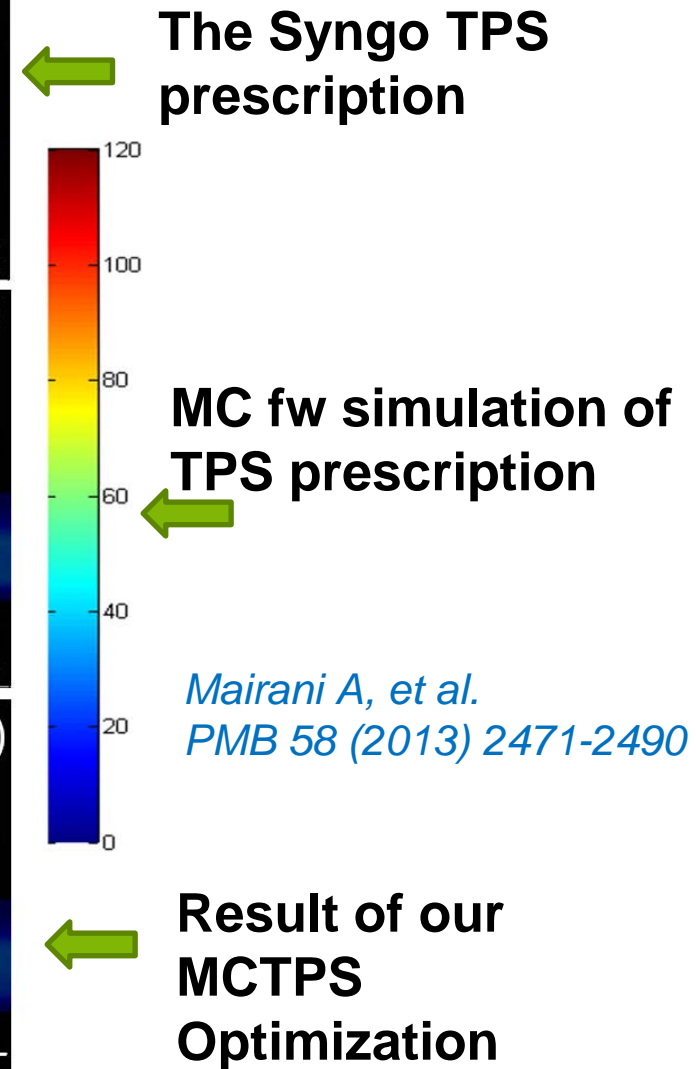 The Syngo TPS
prescription
120
100
80
MC fw simulation of
TPS prescription
60
40
Mairani A, et al.
PMB 58 (2013) 2471-2490
)
20
0
Result of our
MCTPS
Optimization